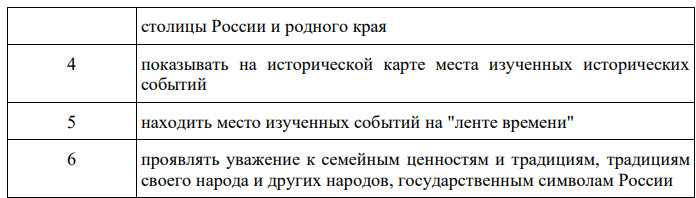 столицы России и родного края
4 показывать на исторической карте места изученных исторических
событий
5 находить место изученных событий на "ленте времени"
6 проявлять уважение к семейным ценностям и традициям, традициям
своего народа и других народов, государственным символам России